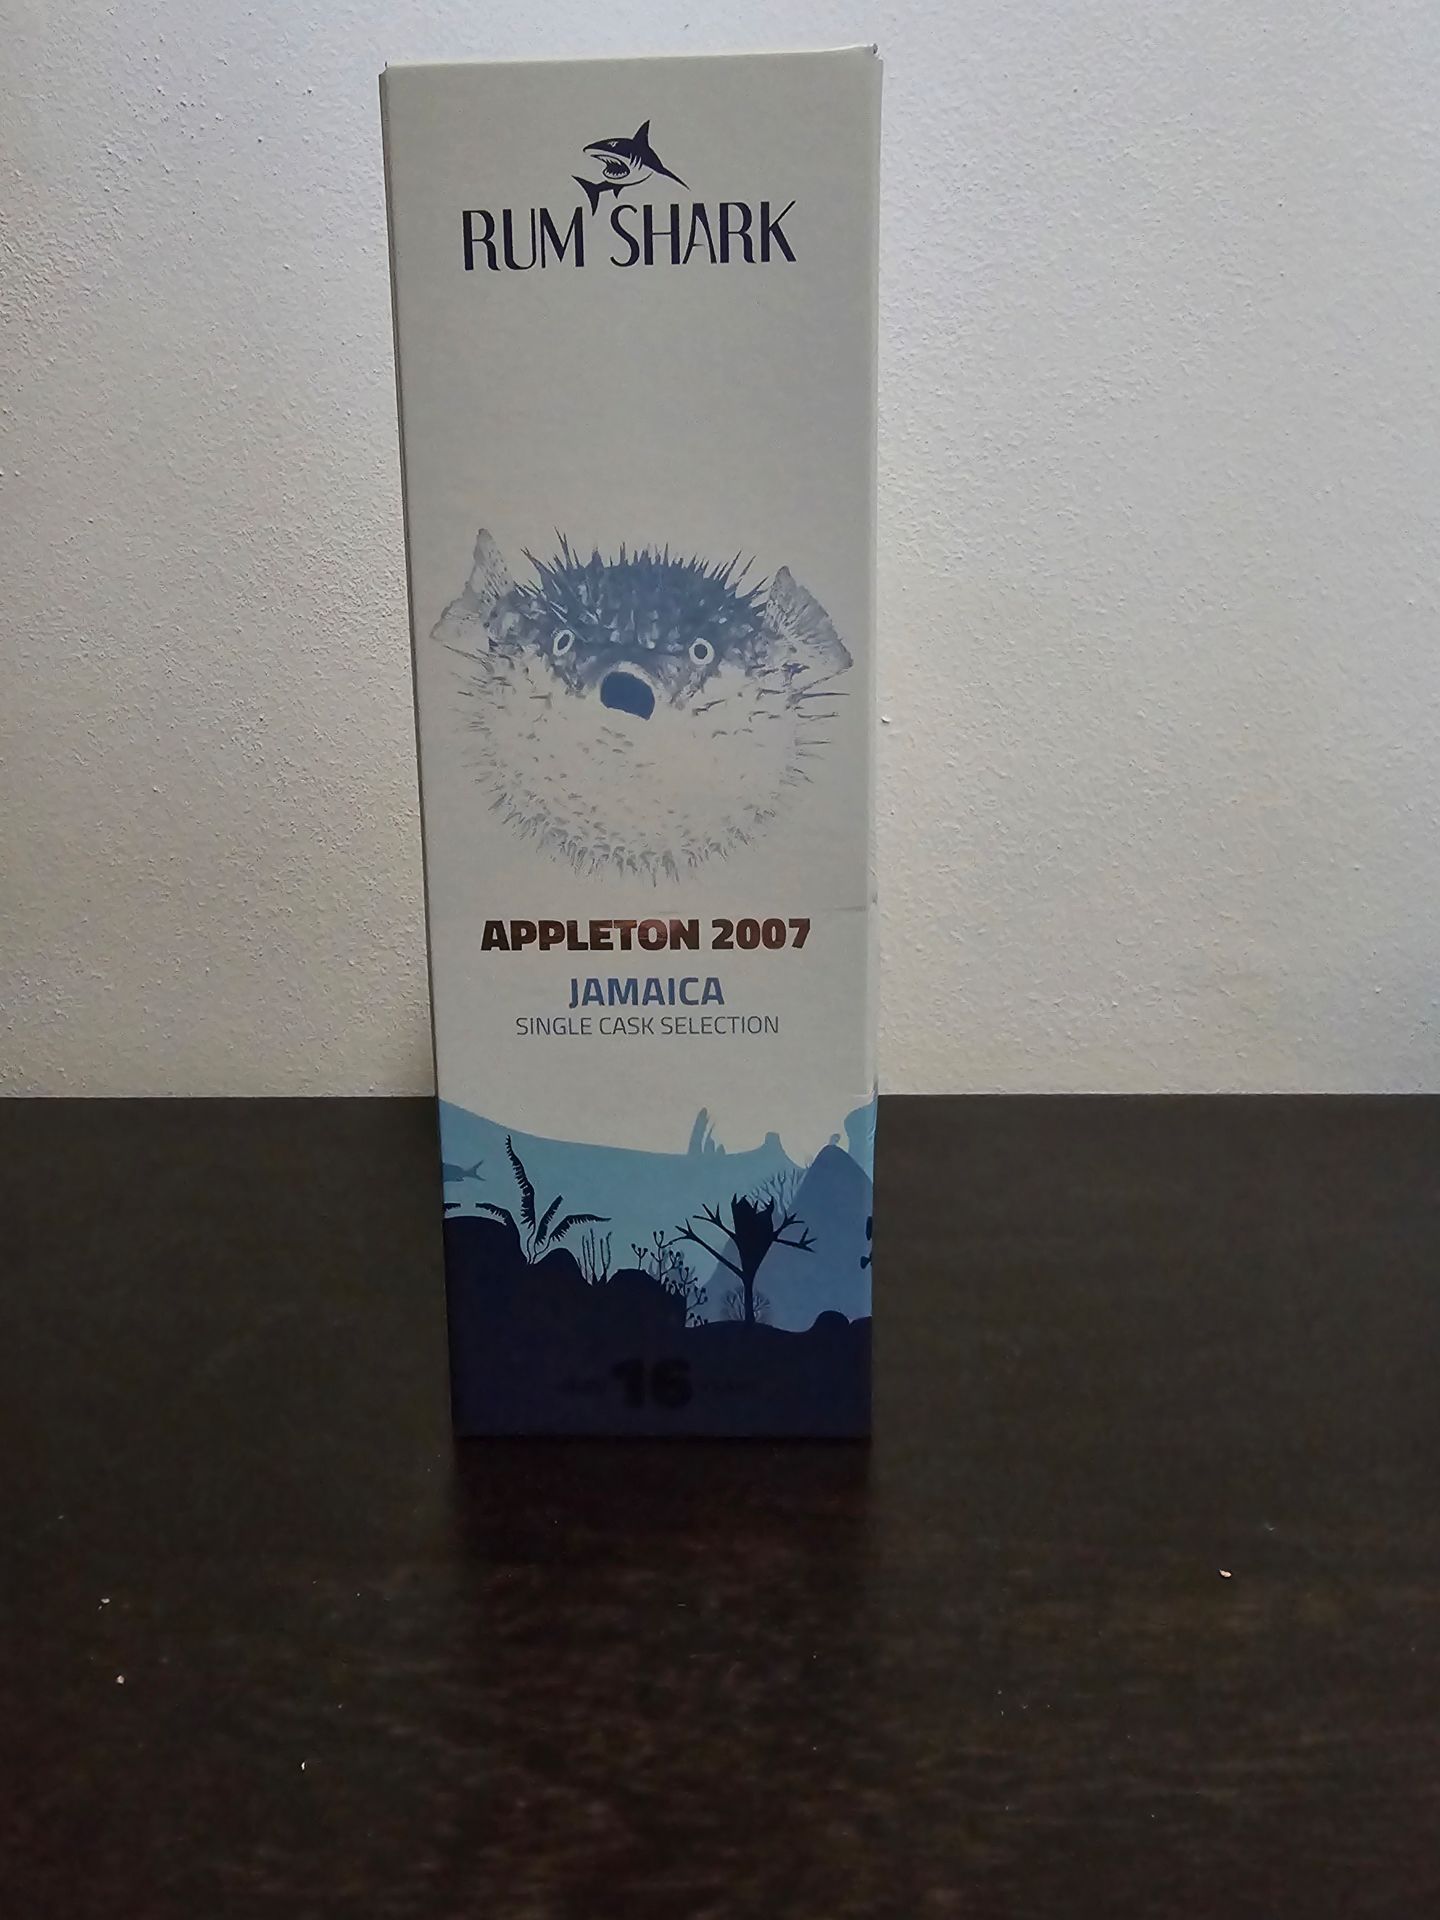 RUM SHARK
APPLETON 2007
JAMAICA
SINGLE CASK SELECTION
16